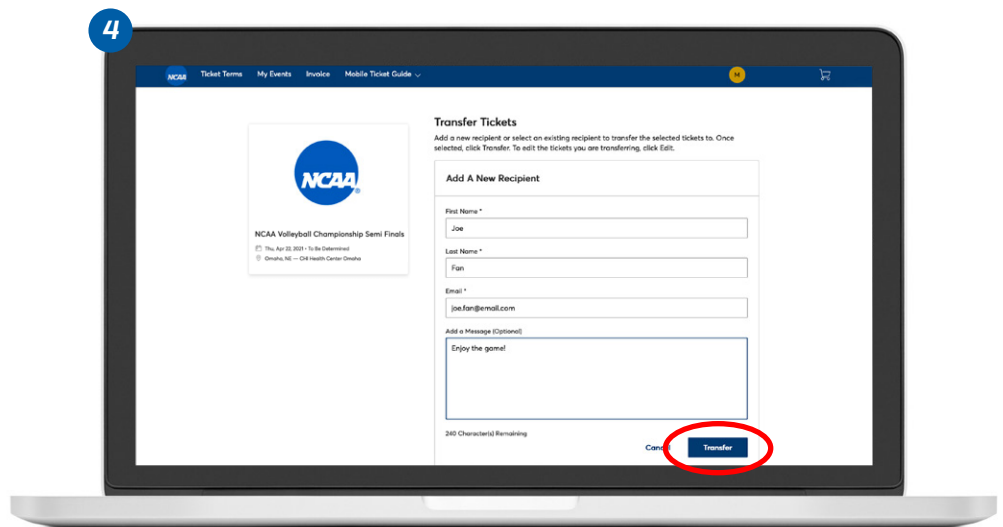 4
NCAA Ticket Terms My Events Invoice Mobile Ticket Guide M
Transfer Tickets
Add a new recipient or select an existing recipient to transfer the selected tickets to. Once
selected, click Transfer. To edit the tickets you are transferring, click Edit.
NCAA®
NCAA Volleyball Championship Semi Finals
Thu, Apr 22 2021 • To Be Determined
Omaha, NE — CHI Health Center Omaha
Add A New Recipient
First Name *
Joe
Last Name *
Fan
Email *
joe.fan@email.com
Add a Message (Optional)
Enjoy the game!
240 Character(s) Remaining
Transfer